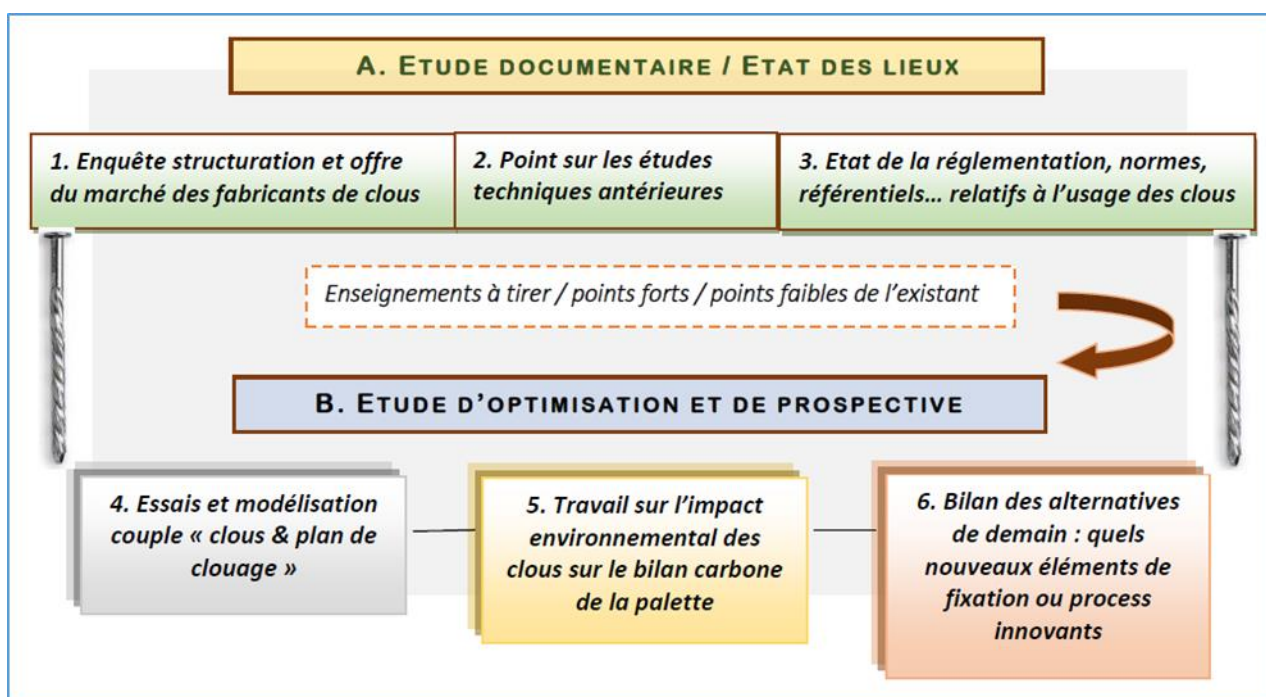 A. ETUDE DOCUMENTAIRE / ETAT DES LIEUX
1. Enquête structuration et offre
du marché des fabricants de clous
2. Point sur les études
techniques antérieures
3. Etat de la réglementation, normes,
référentiels... relatifs à l’usage des clous
Enseignements à tirer / points forts / points faibles de l’existant
B. ETUDE D’OPTIMISATION ET DE PROSPECTIVE
4. Essais et modélisation
couple « clous & plan de
clouage »
5. Travail sur l’impact
environnemental des
clous sur le bilan carbone
de la palette
6. Bilan des alternatives
de demain : quels
nouveaux éléments de
fixation ou process
innovants